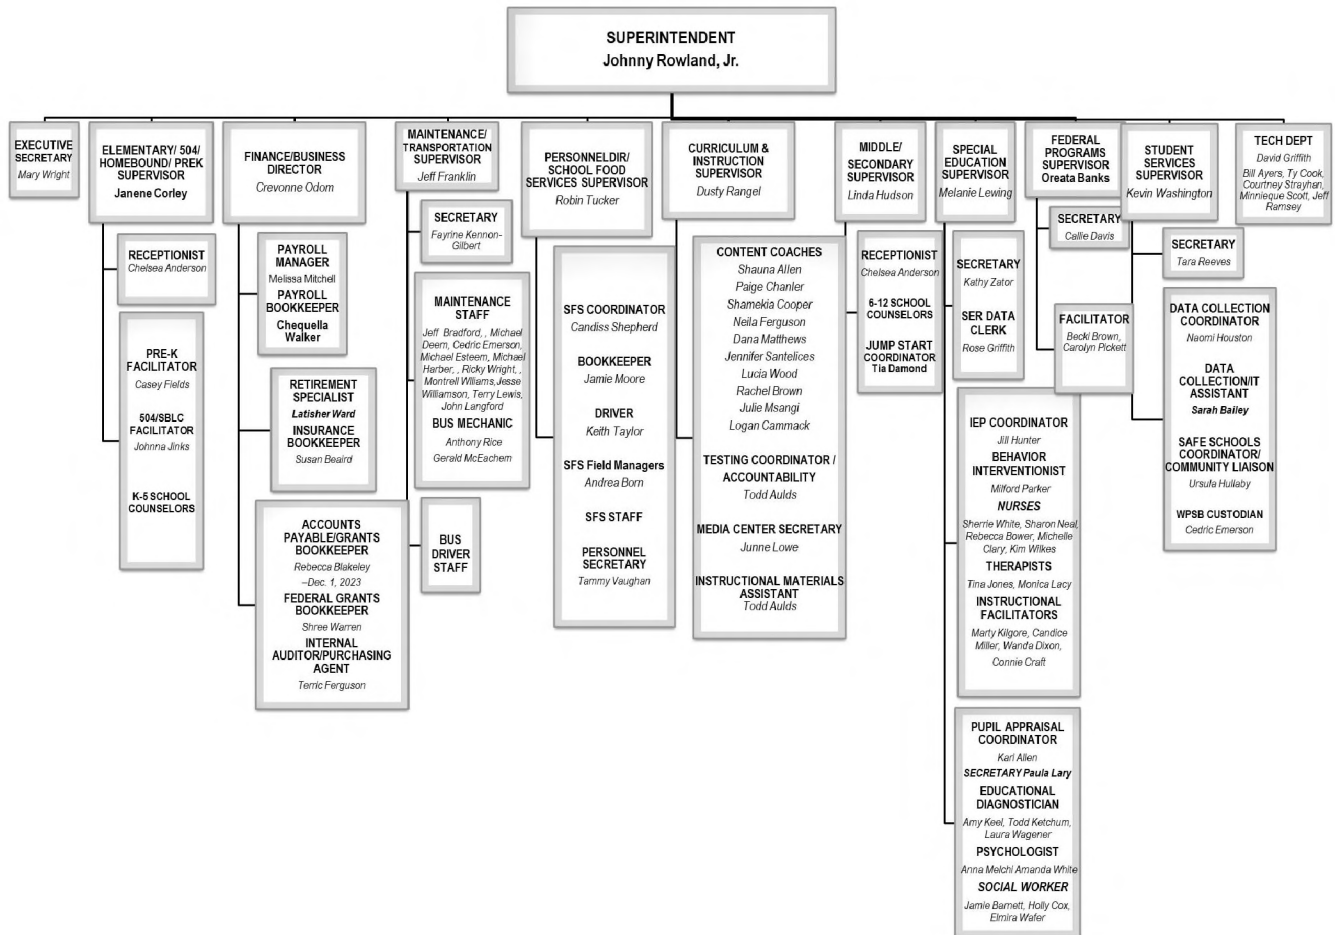 SUPERINTENDENT
Johnny Rowland, Jr.
EXECUTIVE
SECRETARY
Mary Wright
ELEMENTARY/ 504/
HOMEBOUND/ PREK
SUPERVISOR
Janene Corley
RECEPTIONIST
Chelsea Anderson
PRE-K
FACILITATOR
Casey Fields
504/SBLC
FACILITATOR
Johnna Jinks
K-5 SCHOOL
COUNSELORS
FINANCE/BUSINESS
DIRECTOR
Crevonne Odom
PAYROLL
MANAGER
Melissa Mitchell
PAYROLL
BOOKKEEPER
Chequella
Walker
RETIREMENT
SPECIALIST
Latisher Ward
INSURANCE
BOOKKEEPER
Susan Beaird
ACCOUNTS
PAYABLE/GRANTS
BOOKKEEPER
Rebecca Blakeley
–Dec. 1, 2023
FEDERAL GRANTS
BOOKKEEPER
Shree Warren
INTERNAL
AUDITOR/PURCHASING
AGENT
Terric Ferguson
MAINTENANCE/
TRANSPORTATION
SUPERVISOR
Jeff Franklin
SECRETARY
Fayrine Kennon-
Gilbert
MAINTENANCE
STAFF
Jeff Bradford, , Michael
Deem, Cedric Emerson,
Michael Esteem, Michael
Harber, , Ricky Wright, ,
Montrell Wlliams,Jesse
Williamson, Terry Lewis,
John Langford
BUS MECHANIC
Anthony Rice
Gerald McEachem
BUS
DRIVER
STAFF
PERSONNELDIR/
SCHOOL FOOD
SERVICES SUPERVISOR
Robin Tucker
SFS COORDINATOR
Candiss Shepherd
BOOKKEEPER
Jamie Moore
DRIVER
Keith Taylor
SFS Field Managers
Andrea Born
SFS STAFF
PERSONNEL
SECRETARY
Tammy Vaughan
CURRICULUM &
INSTRUCTION
SUPERVISOR
Dusty Rangel
CONTENT COACHES
Shauna Allen
Paige Chanler
Shamekia Cooper
Neila Ferguson
Dana Matthews
Jennifer Santelices
Lucia Wood
Rachel Brown
Julie Msangi
Logan Cammack
TESTING COORDINATOR /
ACCOUNTABILITY
Todd Aulds
MEDIA CENTER SECRETARY
Junne Lowe
INSTRUCTIONAL MATERIALS
ASSISTANT
Todd Aulds
MIDDLE/
SECONDARY
SUPERVISOR
Linda Hudson
RECEPTIONIST
Chelsea Anderson
6-12 SCHOOL
COUNSELORS
JUMP START
COORDINATOR
Tia Damond
SPECIAL
EDUCATION
SUPERVISOR
Melanie Lewing
SECRETARY
Kathy Zator
SER DATA
CLERK
Rose Griffith
IEP COORDINATOR
Jill Hunter
BEHAVIOR
INTERVENTIONIST
Milford Parker
NURSES
Sherrie White, Sharon Neal,
Rebecca Bower, Michelle
Clary, Kim Wilkes
THERAPISTS
Tina Jones, Monica Lacy
INSTRUCTIONAL
FACILITATORS
Marty Kilgore, Candice
Miller, Wanda Dixon,
Connie Craft
PUPIL APPRAISAL
COORDINATOR
Karl Allen
SECRETARY Paula Lary
EDUCATIONAL
DIAGNOSTICIAN
Amy Keel, Todd Ketchum,
Laura Wagener
PSYCHOLOGIST
Anna Melchi Amanda White
SOCIAL WORKER
Jamie Barnett, Holly Cox,
Elmira Wafer
FEDERAL
PROGRAMS
SUPERVISOR
Oreata Banks
SECRETARY
Callie Davis
FACILITATOR
Becki Brown,
Carolyn Pickett
STUDENT
SERVICES
SUPERVISOR
Kevin Washington
SECRETARY
Tara Reeves
DATA COLLECTION
COORDINATOR
Naomi Houston
DATA
COLLECTION/IT
ASSISTANT
Sarah Bailey
SAFE SCHOOLS
COORDINATOR/
COMMUNITY LIAISON
Ursula Hullaby
WPSB CUSTODIAN
Cedric Emerson
TECH DEPT
David Griffith
Bill Ayers, Ty Cook,
Courtney Strayhan,
Minnieque Scott, Jeff
Ramsey